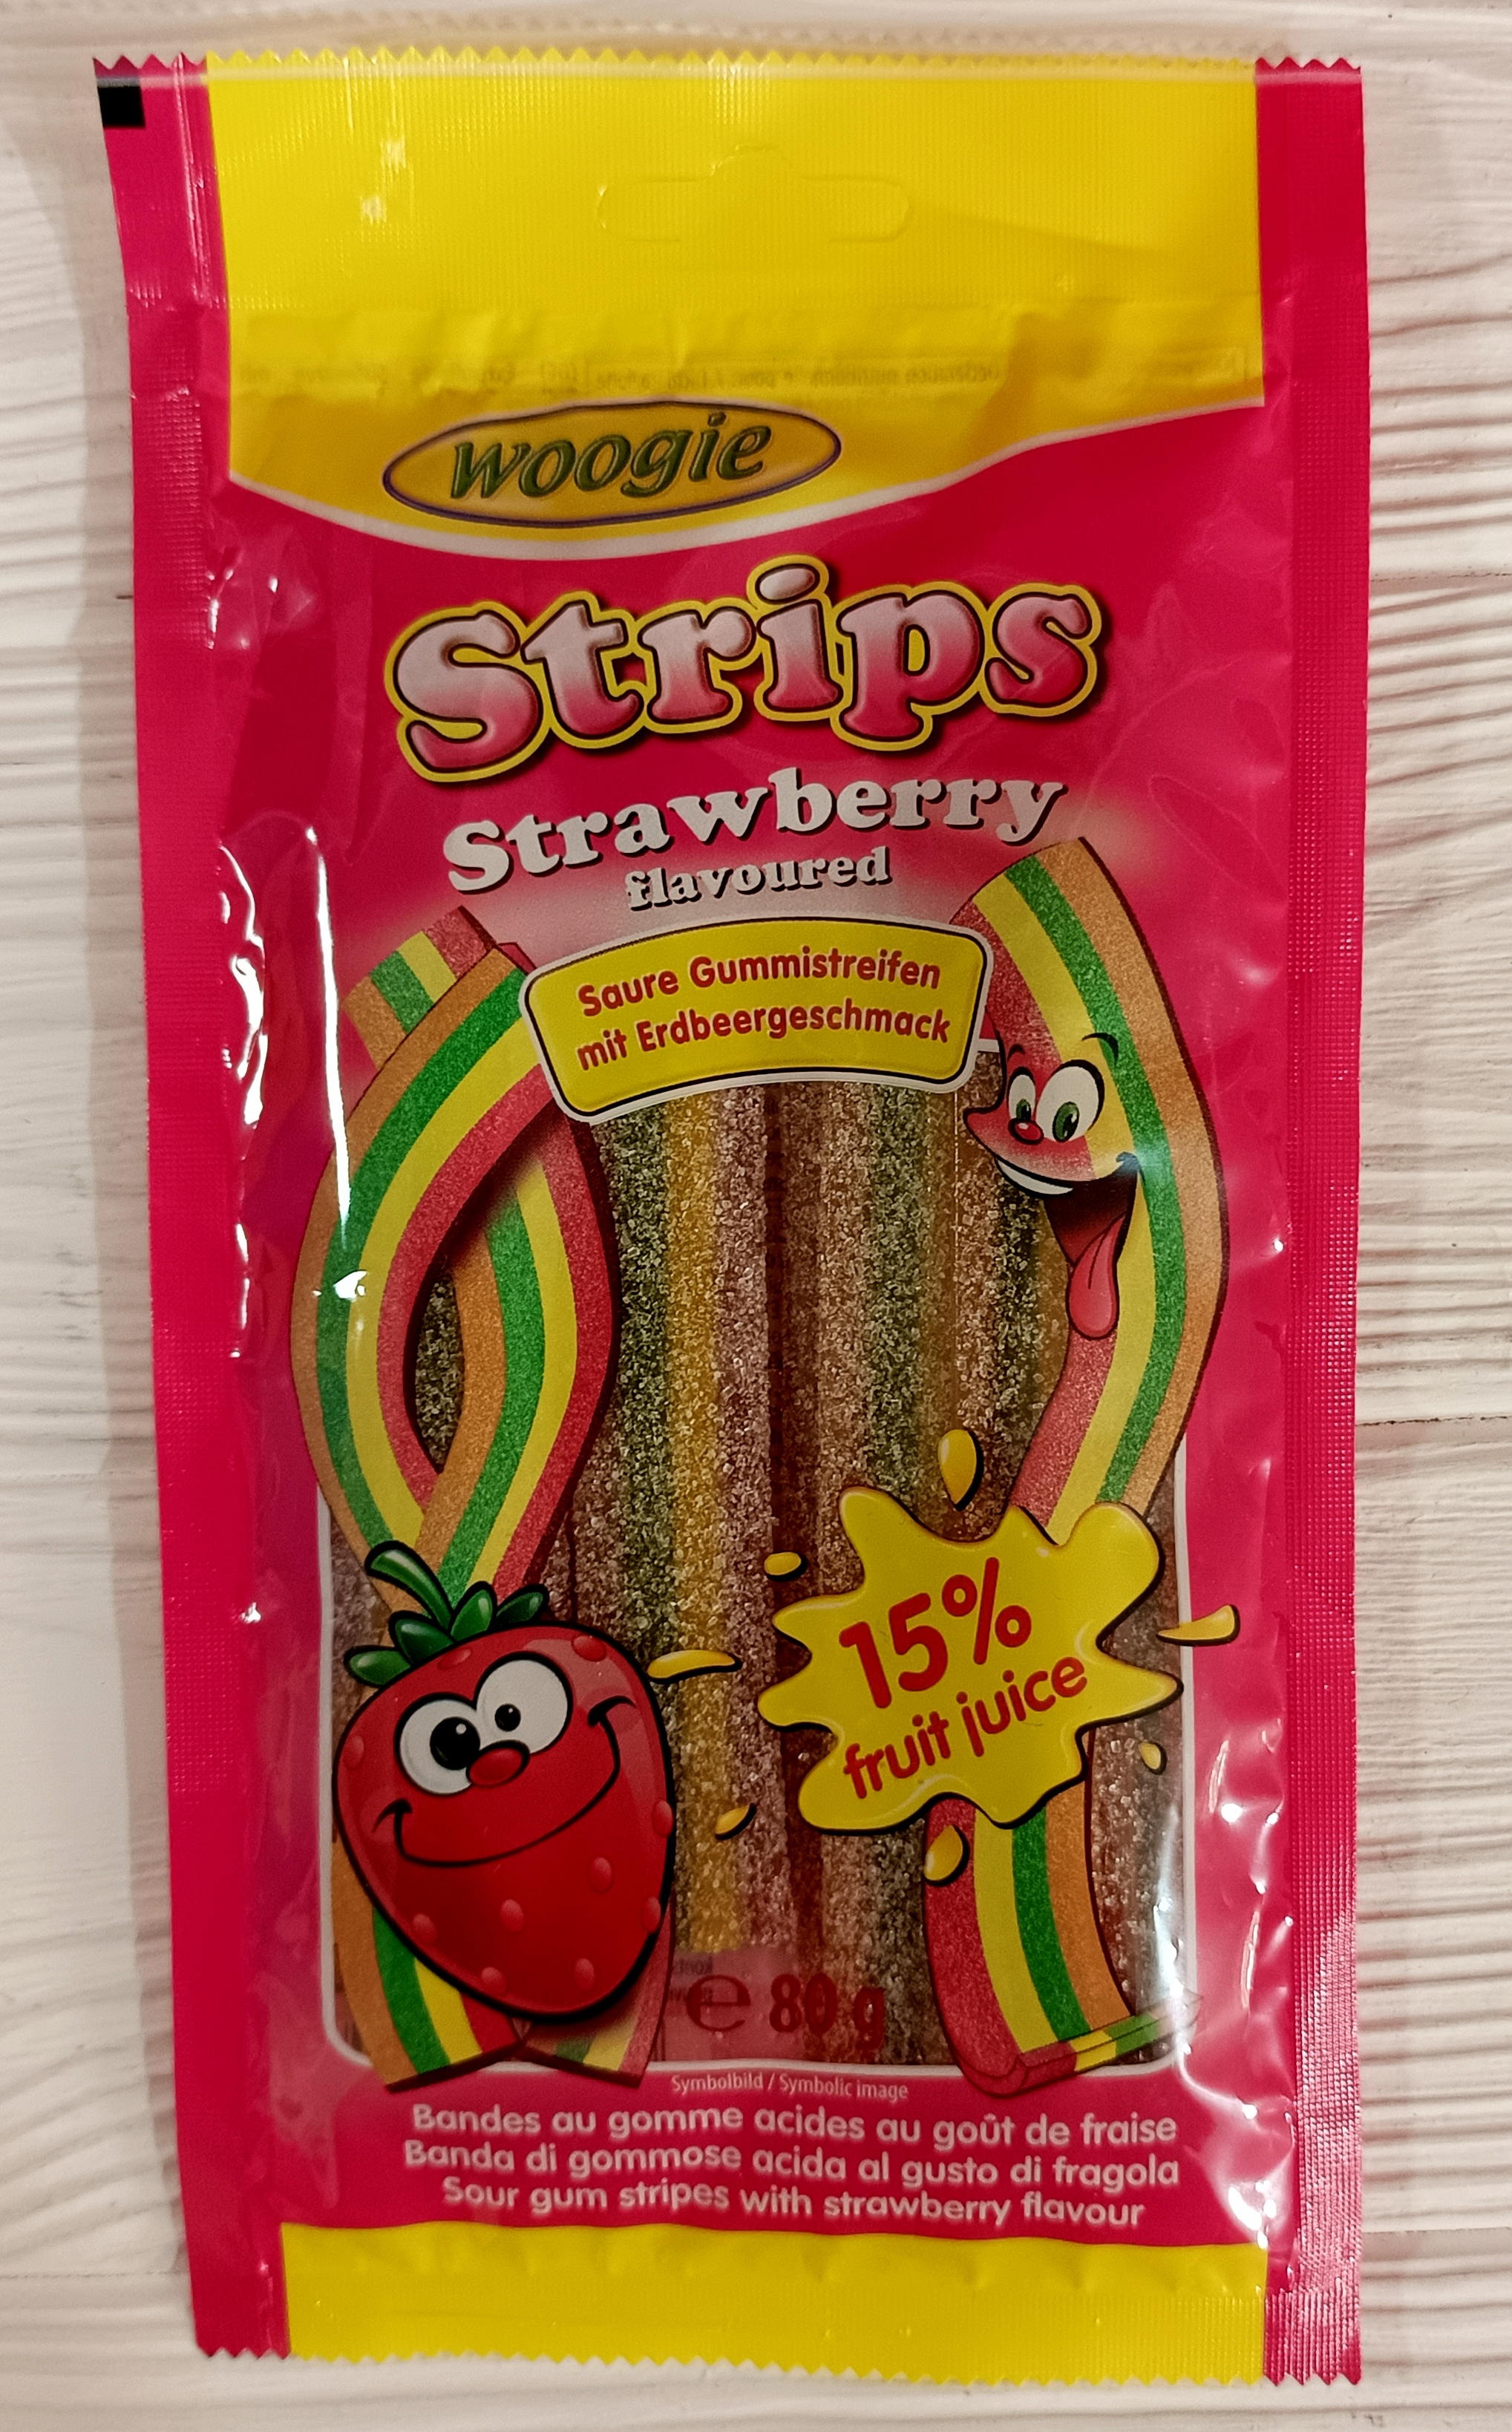 woogie
Strips
Strawberry
flavoured
Saure Gummistreifen
mit Erdbeergeschmack
15%
fruit juice
℮ 80 g
Symbolbild / Symbolic image
Bandes au gomme acides au goût de fraise
Banda di gommose acida al gusto di fragola
Sour gum stripes with strawberry flavour